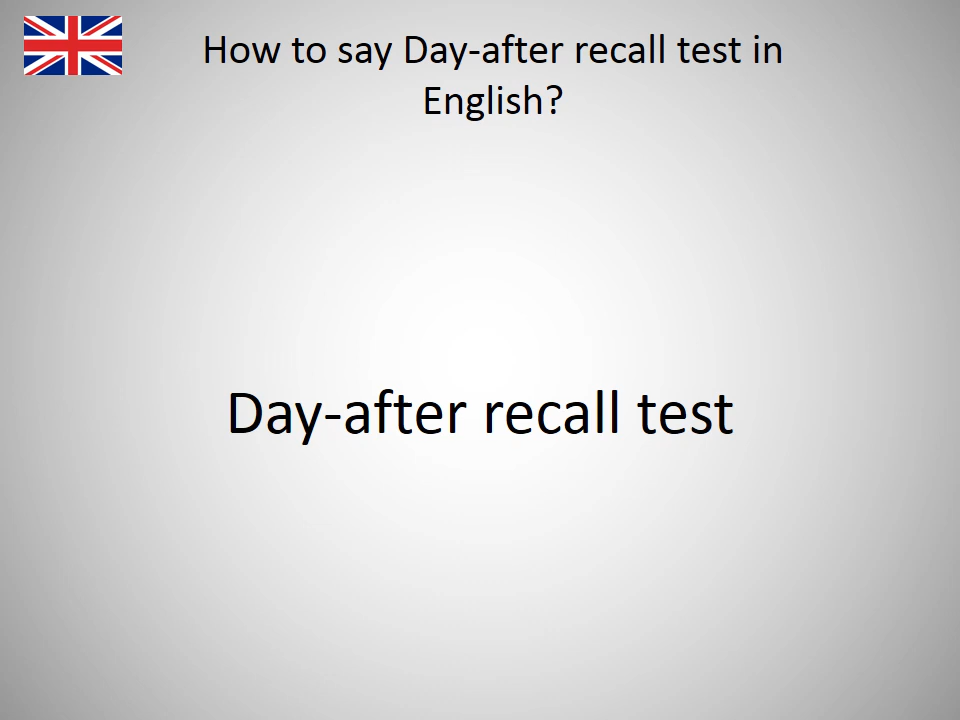 How to say Day-after recall test in
English?
Day-after recall test